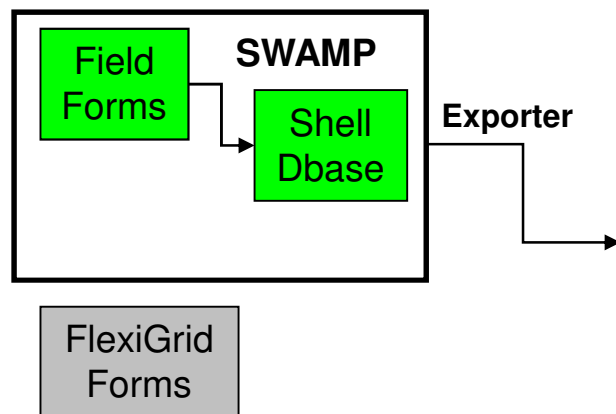 Field
Forms
SWAMP
Shell
Dbase
Exporter
FlexiGrid
Forms